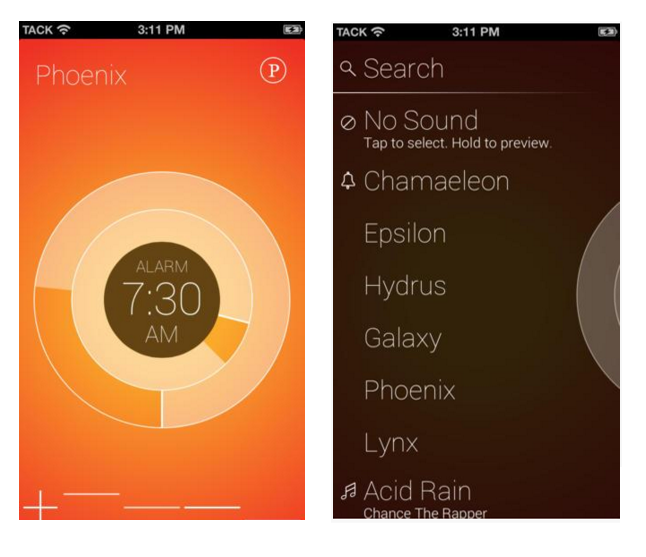 TACK 3:11 PM
Phoenix P
ALARM
7:30
AM
TACK 3:11 PM
Search
No Sound
Tap to select. Hold to preview.
Chamaeleon
Epsilon
Hydrus
Galaxy
Phoenix
Lynx
Acid Rain
Chance The Rapper